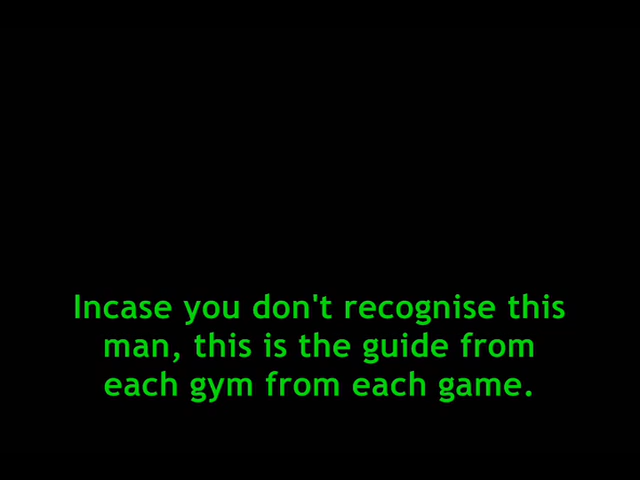 Incase you don't recognise this
man, this is the guide from
each gym from each game.